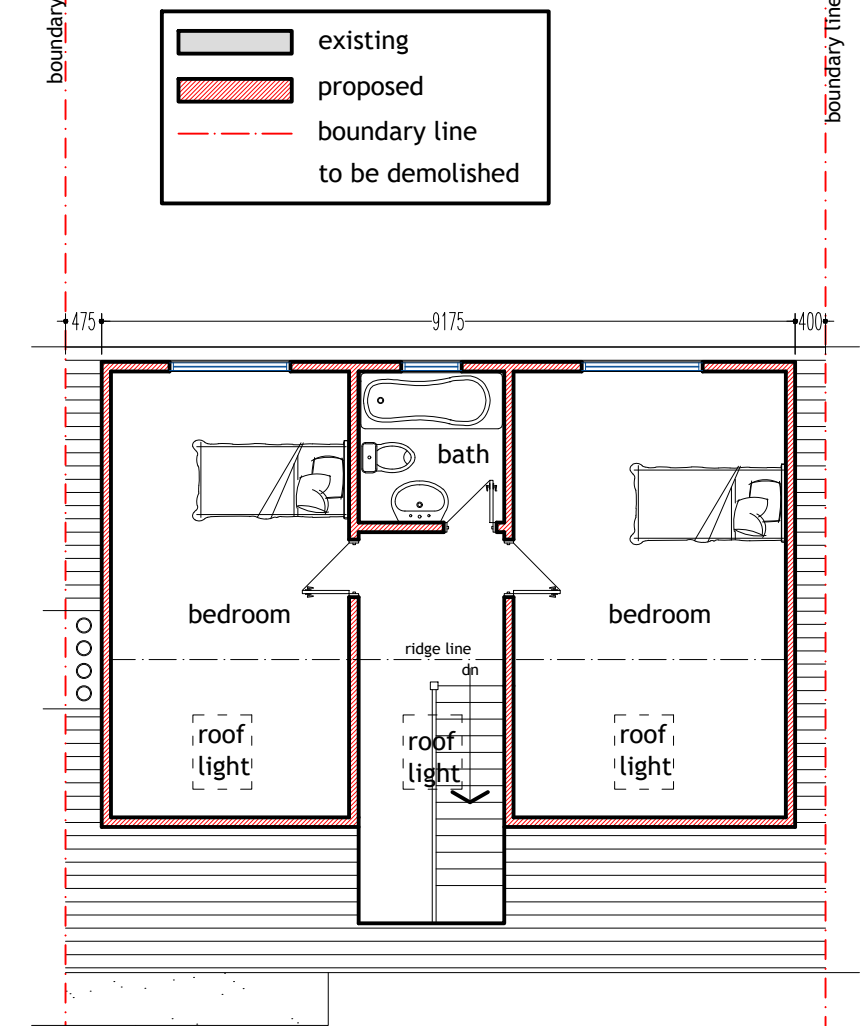 boundary
boundary line
existing
proposed
boundary line
to be demolished
475
9175
400
bath
bedroom
bedroom
ridge line
dn
roof
light
roof
light
roof
light